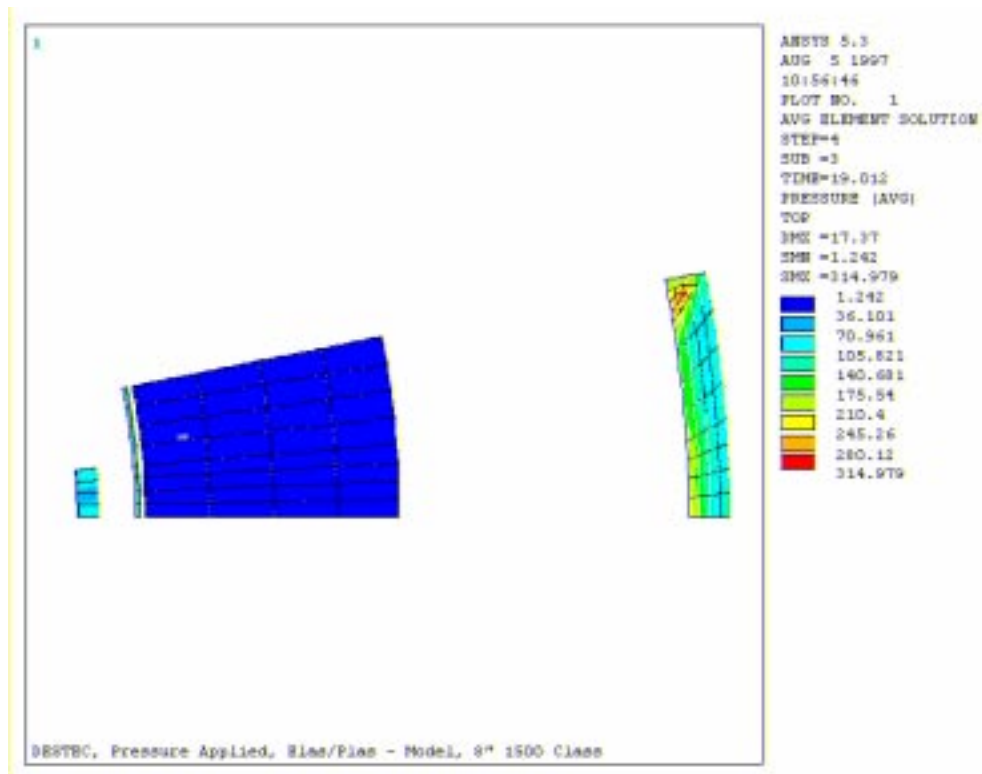 1
ANSYS 5.3
AUG 5 1997
10:56:46
PLOT NO. 1
AVG ELEMENT SOLUTION
STEP=4
SUB =3
TIME=19.012
PRESSURE (AVG)
TOP
DMX =17.37
SMN =1.242
SMX =314.979
1.242
36.101
70.961
105.821
140.681
175.54
210.4
245.26
280.12
314.979
DESTEC, Pressure Applied, Elas/Plas - Model, 8" 1500 Class